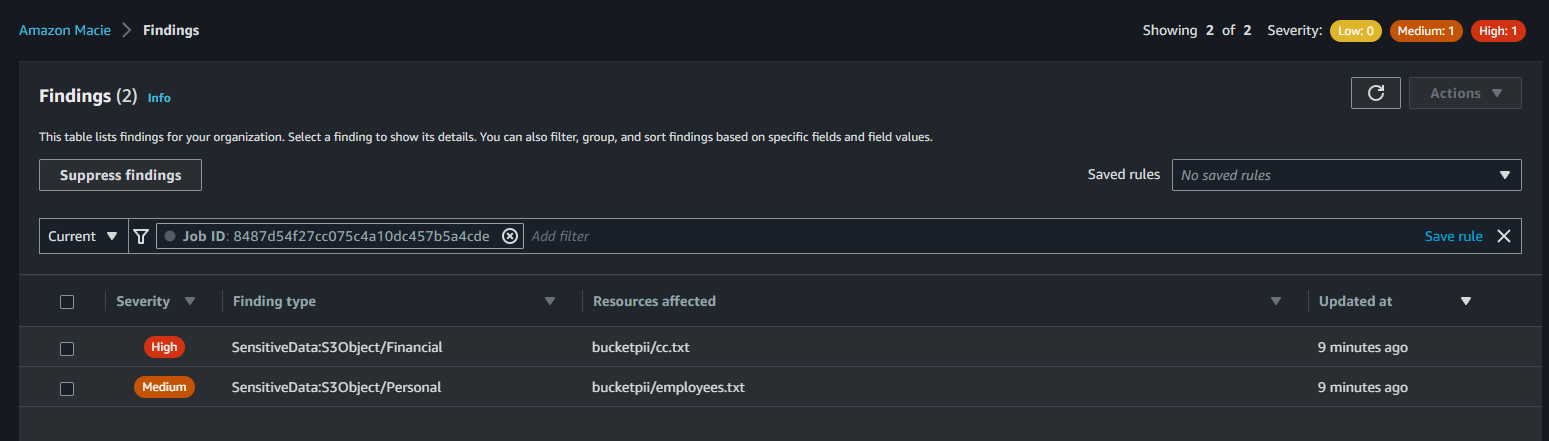 Amazon Macie > Findings
Showing 2 of 2 Severity: Low: 0 Medium: 1 High: 1
Findings (2) Info
Actions
This table lists findings for your organization. Select a finding to show its details. You can also filter, group, and sort findings based on specific fields and field values.
Suppress findings
Saved rules No saved rules
Current Job ID: 8487d54f27cc075c4a10dc457b5a4cde Add filter Save rule
Severity Finding type Resources affected Updated at
High SensitiveData:S3Object/Financial bucketpii/cc.txt 9 minutes ago
Medium SensitiveData:S3Object/Personal bucketpii/employees.txt 9 minutes ago